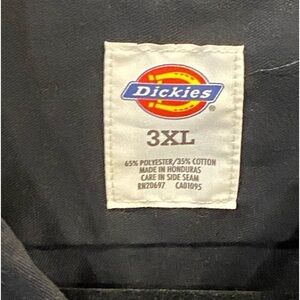 Dickies
3XL
65% POLYESTER/35% COTTON
MADE IN HONDURAS
CARE IN SIDE SEAM
RN20697 CA01095